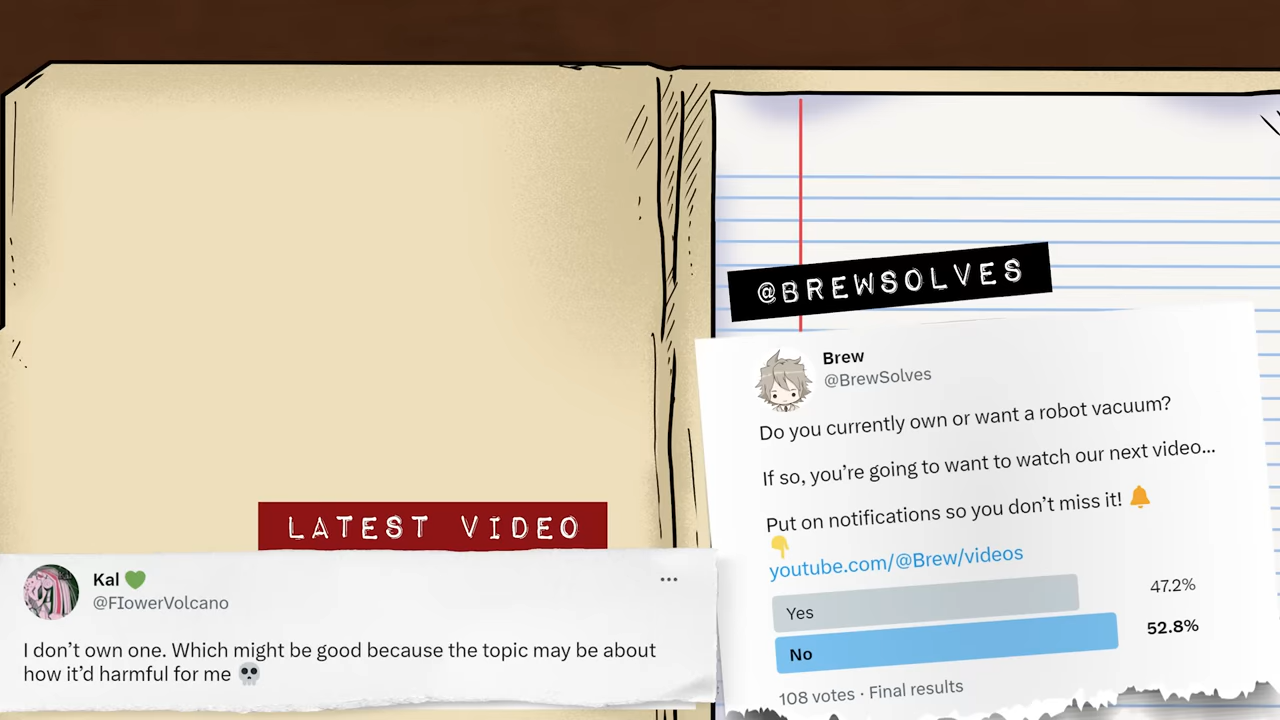 LATEST VIDEO
Kal 💚
@FIowerVolcano
I don't own one. Which might be good because the topic may be about
how it'd harmful for me 💀
@BREWSOLVES
Brew
@BrewSolves
Do you currently own or want a robot vacuum?
If so, you're going to want to watch our next video...
Put on notifications so you don't miss it! 🔔
👇
youtube.com/@Brew/videos
Yes 47.2%
No 52.8%
108 votes · Final results